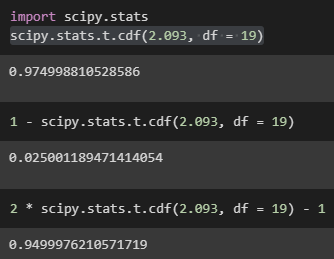 import scipy.stats
scipy.stats.t.cdf(2.093, df = 19)
0.974998810528586
1 - scipy.stats.t.cdf(2.093, df = 19)
0.025001189471414054
2 * scipy.stats.t.cdf(2.093, df = 19) - 1
0.9499976210571719